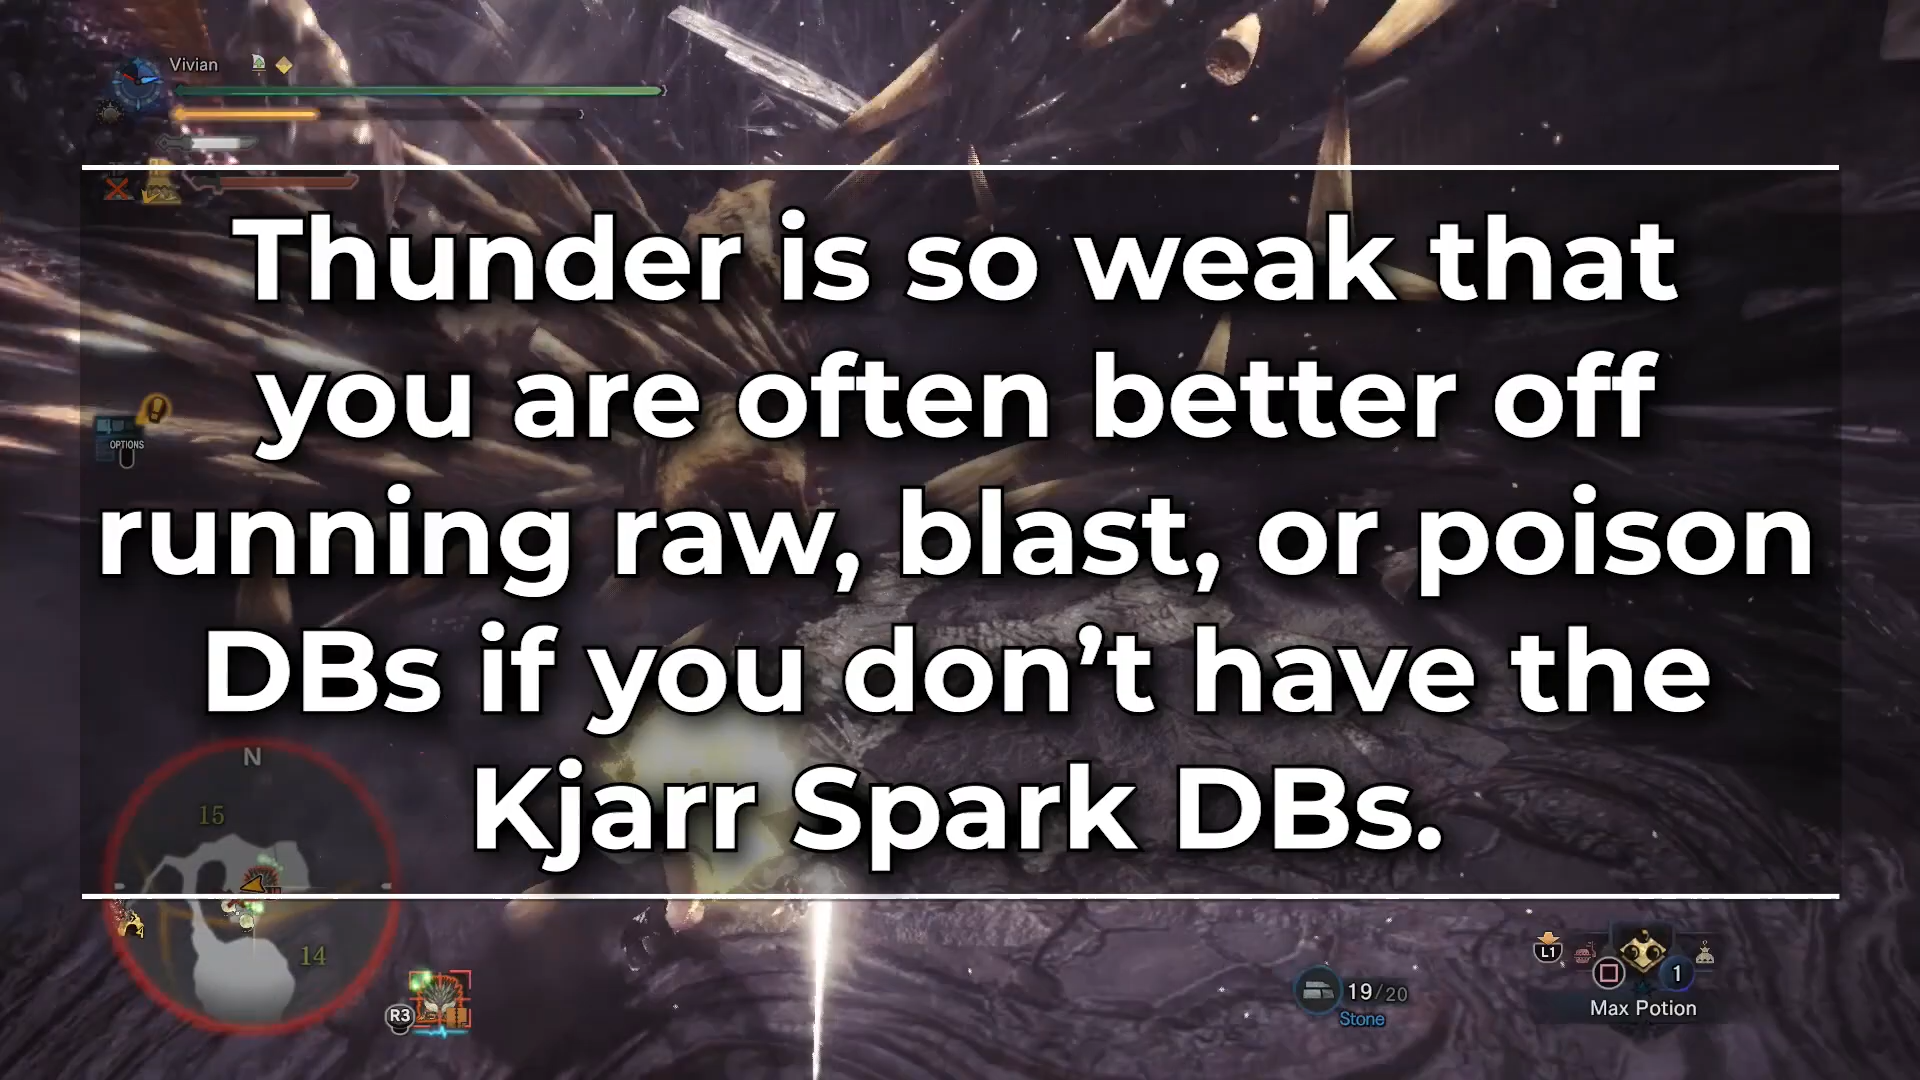 Vivian
Thunder is so weak that
you are often better off
running raw, blast, or poison
DBs if you don't have the
Kjarr Spark DBs.
OPTIONS
N
15
14
R3
19/20
Stone
L1
1
Max Potion